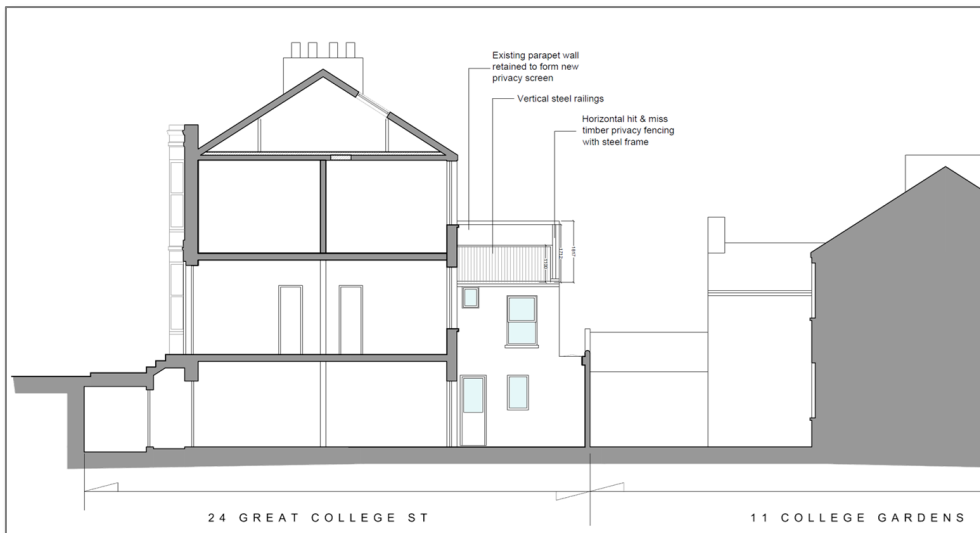 Existing parapet wall
retained to form new
privacy screen
Vertical steel railings
Horizontal hit & miss
timber privacy fencing
with steel frame
24 GREAT COLLEGE ST
11 COLLEGE GARDENS